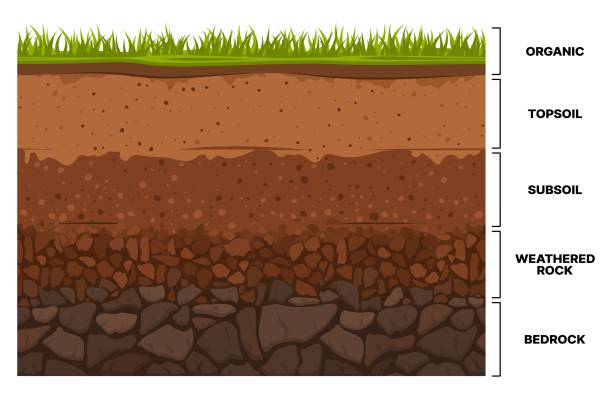 ORGANIC
TOPSOIL
SUBSOIL
WEATHERED
ROCK
BEDROCK